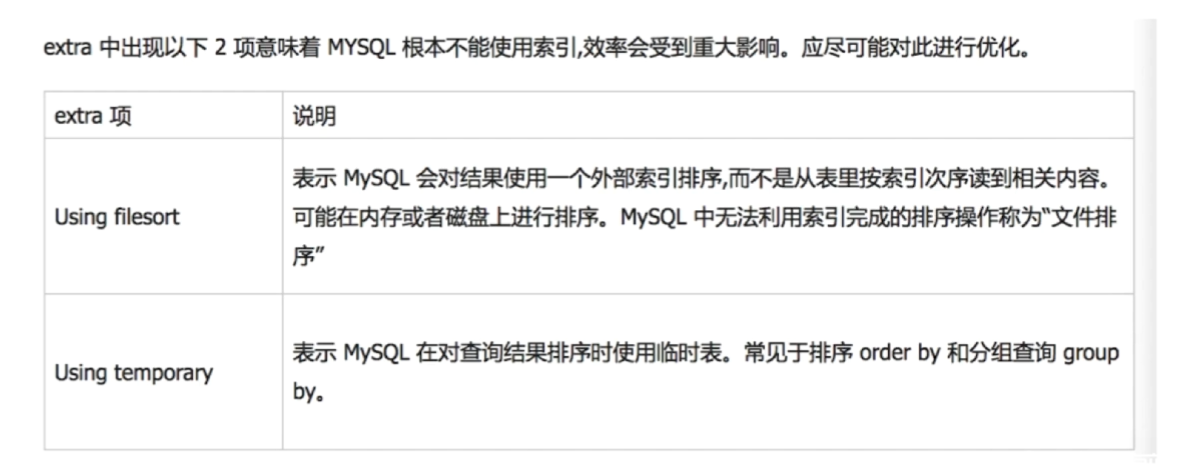 extra 中出现以下 2 项意味着 MYSQL 根本不能使用索引,效率会受到重大影响。应尽可能对此进行优化。
extra 项
说明
Using filesort
表示 MySQL 会对结果使用一个外部索引排序,而不是从表里按索引次序读到相关内容。
可能在内存或者磁盘上进行排序。MySQL 中无法利用索引完成的排序操作称为“文件排
序”
Using temporary
表示 MySQL 在对查询结果排序时使用临时表。常见于排序 order by 和分组查询 group
by。